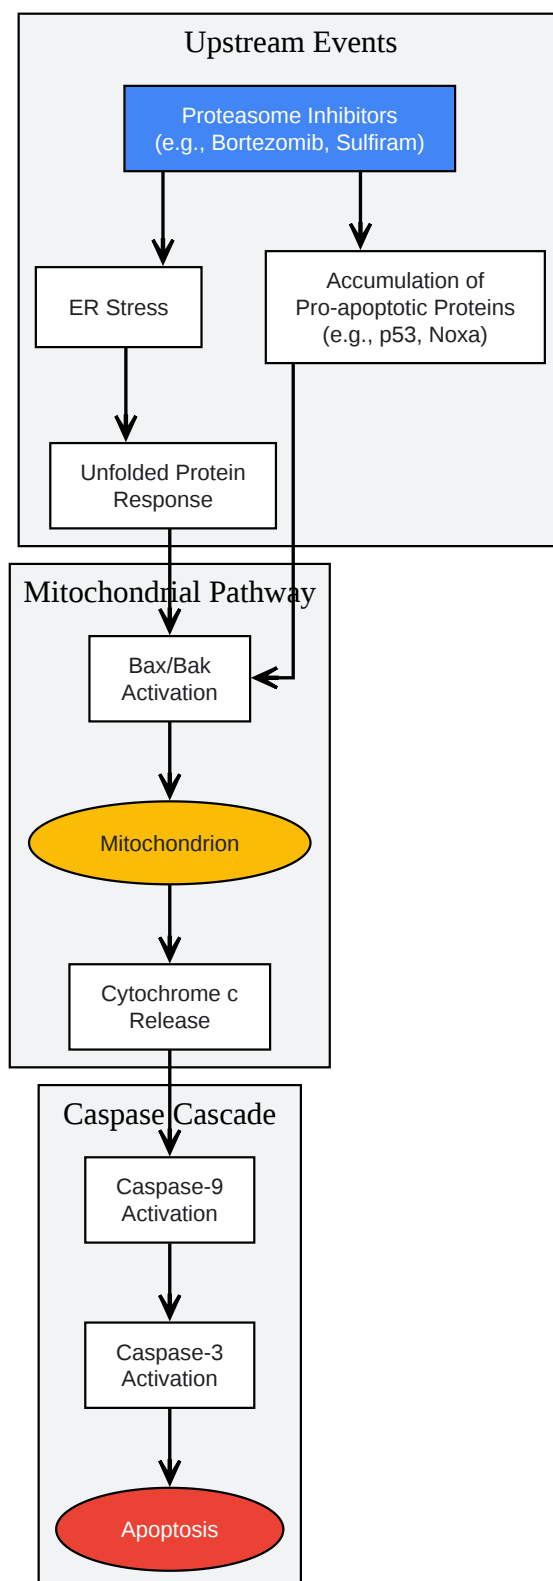 Upstream Events
Proteasome Inhibitors
(e.g., Bortezomib, Sulfiram)
ER Stress
Accumulation of
Pro-apoptotic Proteins
(e.g., p53, Noxa)
Unfolded Protein
Response
Mitochondrial Pathway
Bax/Bak
Activation
Mitochondrion
Cytochrome c
Release
Caspase Cascade
Caspase-9
Activation
Caspase-3
Activation
Apoptosis